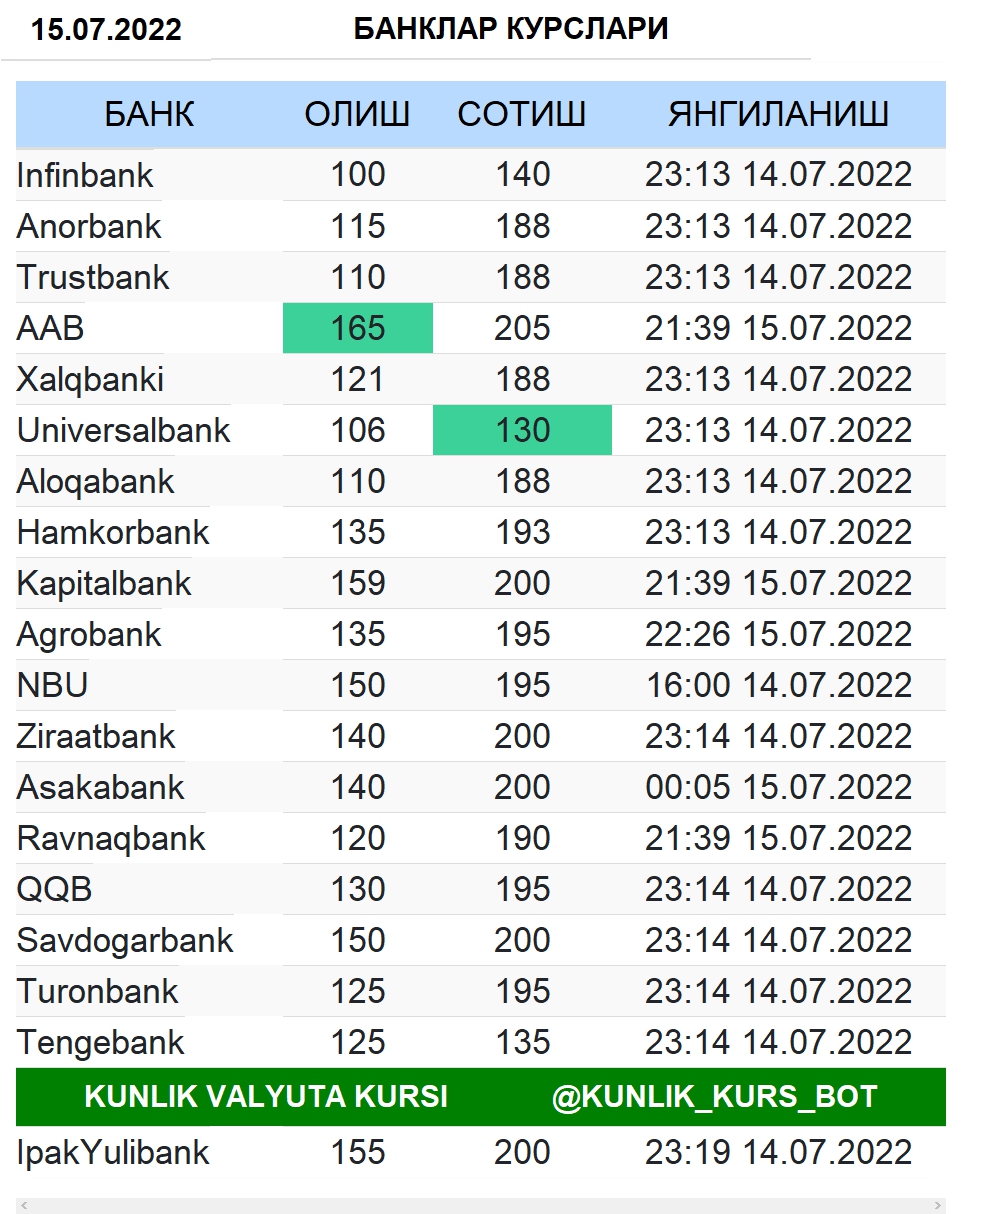 15.07.2022 БАНКЛАР КУРСЛАРИ
БАНК ОЛИШ СОТИШ ЯНГИЛАНИШ
Infinbank 100 140 23:13 14.07.2022
Anorbank 115 188 23:13 14.07.2022
Trustbank 110 188 23:13 14.07.2022
AAB 165 205 21:39 15.07.2022
Xalqbanki 121 188 23:13 14.07.2022
Universalbank 106 130 23:13 14.07.2022
Aloqabank 110 188 23:13 14.07.2022
Hamkorbank 135 193 23:13 14.07.2022
Kapitalbank 159 200 21:39 15.07.2022
Agrobank 135 195 22:26 15.07.2022
NBU 150 195 16:00 14.07.2022
Ziraatbank 140 200 23:14 14.07.2022
Asakabank 140 200 00:05 15.07.2022
Ravnaqbank 120 190 21:39 15.07.2022
QQB 130 195 23:14 14.07.2022
Savdogarbank 150 200 23:14 14.07.2022
Turonbank 125 195 23:14 14.07.2022
Tengebank 125 135 23:14 14.07.2022
KUNLIK VALYUTA KURSI @KUNLIK_KURS_BOT
IpakYulibank 155 200 23:19 14.07.2022